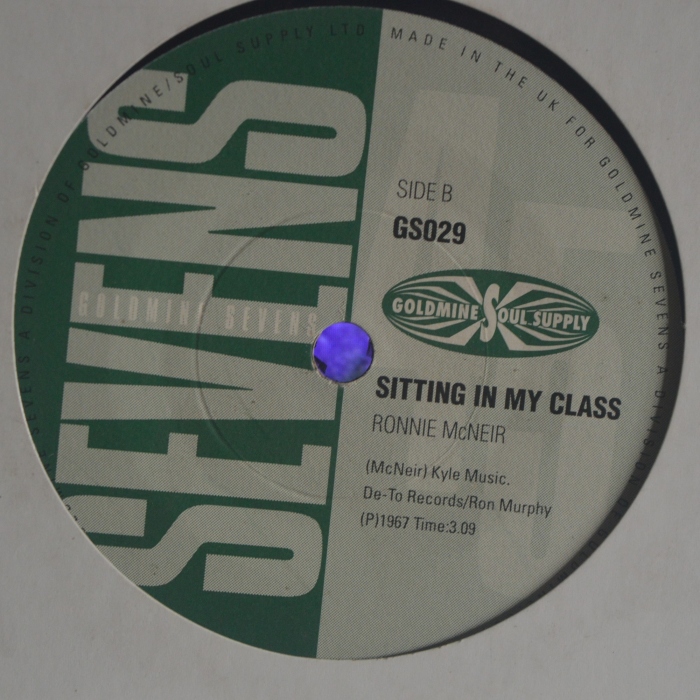 SEVENS A DIVISION OF GOLDMINE/SOUL SUPPLY LTD MADE IN THE UK FOR GOLDMINE SEVENS A DIVISION
SEVENS
GOLDMINE SEVENS
45
SIDE B
GS029
GOLDMINE SOUL SUPPLY
SITTING IN MY CLASS
RONNIE McNEIR
(McNeir) Kyle Music.
De-To Records/Ron Murphy
(P)1967 Time:3.09